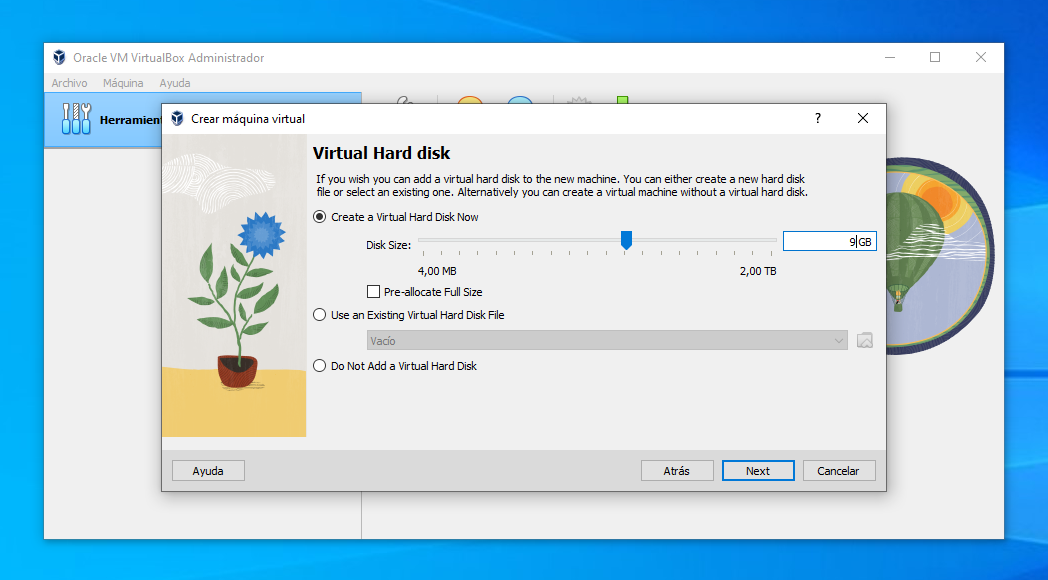 Oracle VM VirtualBox Administrador
Archivo Máquina Ayuda
Crear máquina virtual
?
Virtual Hard disk
If you wish you can add a virtual hard disk to the new machine. You can either create a new hard disk
file or select an existing one. Alternatively you can create a virtual machine without a virtual hard disk.
Create a Virtual Hard Disk Now
Disk Size: 9 GB
4,00 MB 2,00 TB
Pre-allocate Full Size
Use an Existing Virtual Hard Disk File
Vacío
Do Not Add a Virtual Hard Disk
Ayuda Atrás Next Cancelar